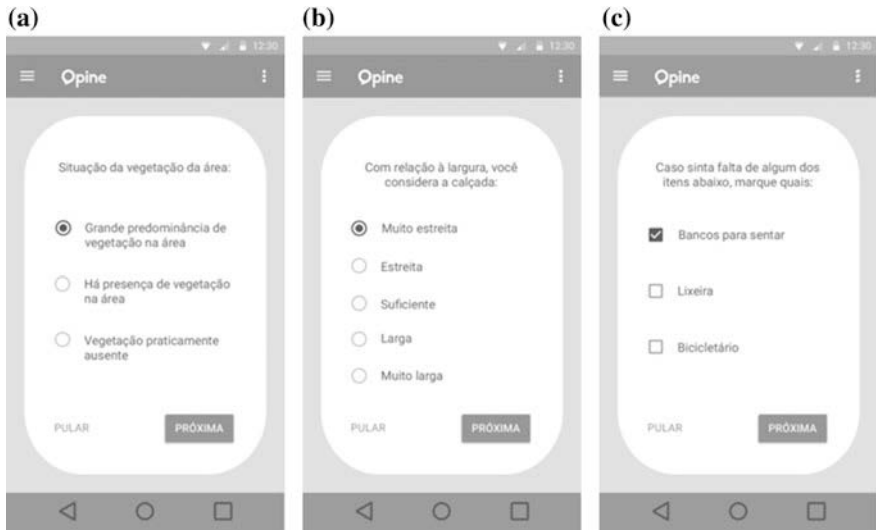 (a)
12:30
Opine
Situação da vegetação da área:
Grande predominância de
vegetação na área
Há presença de vegetação
na área
Vegetação praticamente
ausente
PULAR
PRÓXIMA
(b)
12:30
Opine
Com relação à largura, você
considera a calçada:
Muito estreita
Estreita
Suficiente
Larga
Muito larga
PULAR
PRÓXIMA
(c)
12:30
Opine
Caso sinta falta de algum dos
itens abaixo, marque quais:
Bancos para sentar
Lixeira
Bicicletário
PULAR
PRÓXIMA